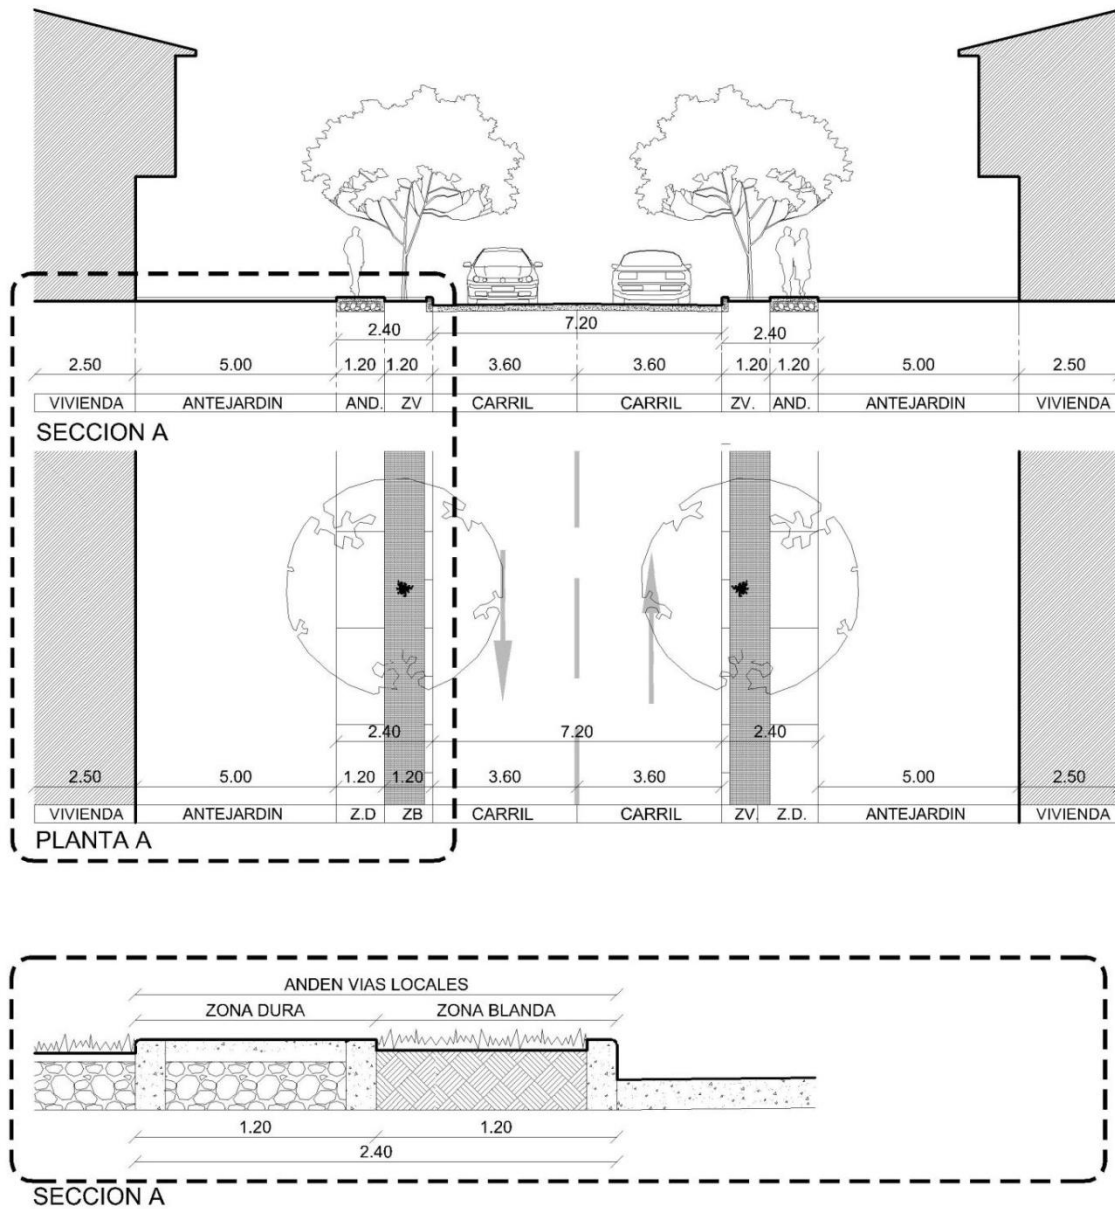 7.20
2.40
2.40
2.50 5.00 1.20 1.20 3.60 3.60 1.20 1.20 5.00 2.50
VIVIENDA ANTEJARDIN AND. ZV CARRIL CARRIL ZV. AND. ANTEJARDIN VIVIENDA
SECCION A
2.40 7.20 2.40
2.50 5.00 1.20 1.20 3.60 3.60 5.00 2.50
VIVIENDA ANTEJARDIN Z.D ZB CARRIL CARRIL ZV. Z.D. ANTEJARDIN VIVIENDA
PLANTA A
ANDEN VIAS LOCALES
ZONA DURA ZONA BLANDA
1.20 1.20
2.40
SECCION A